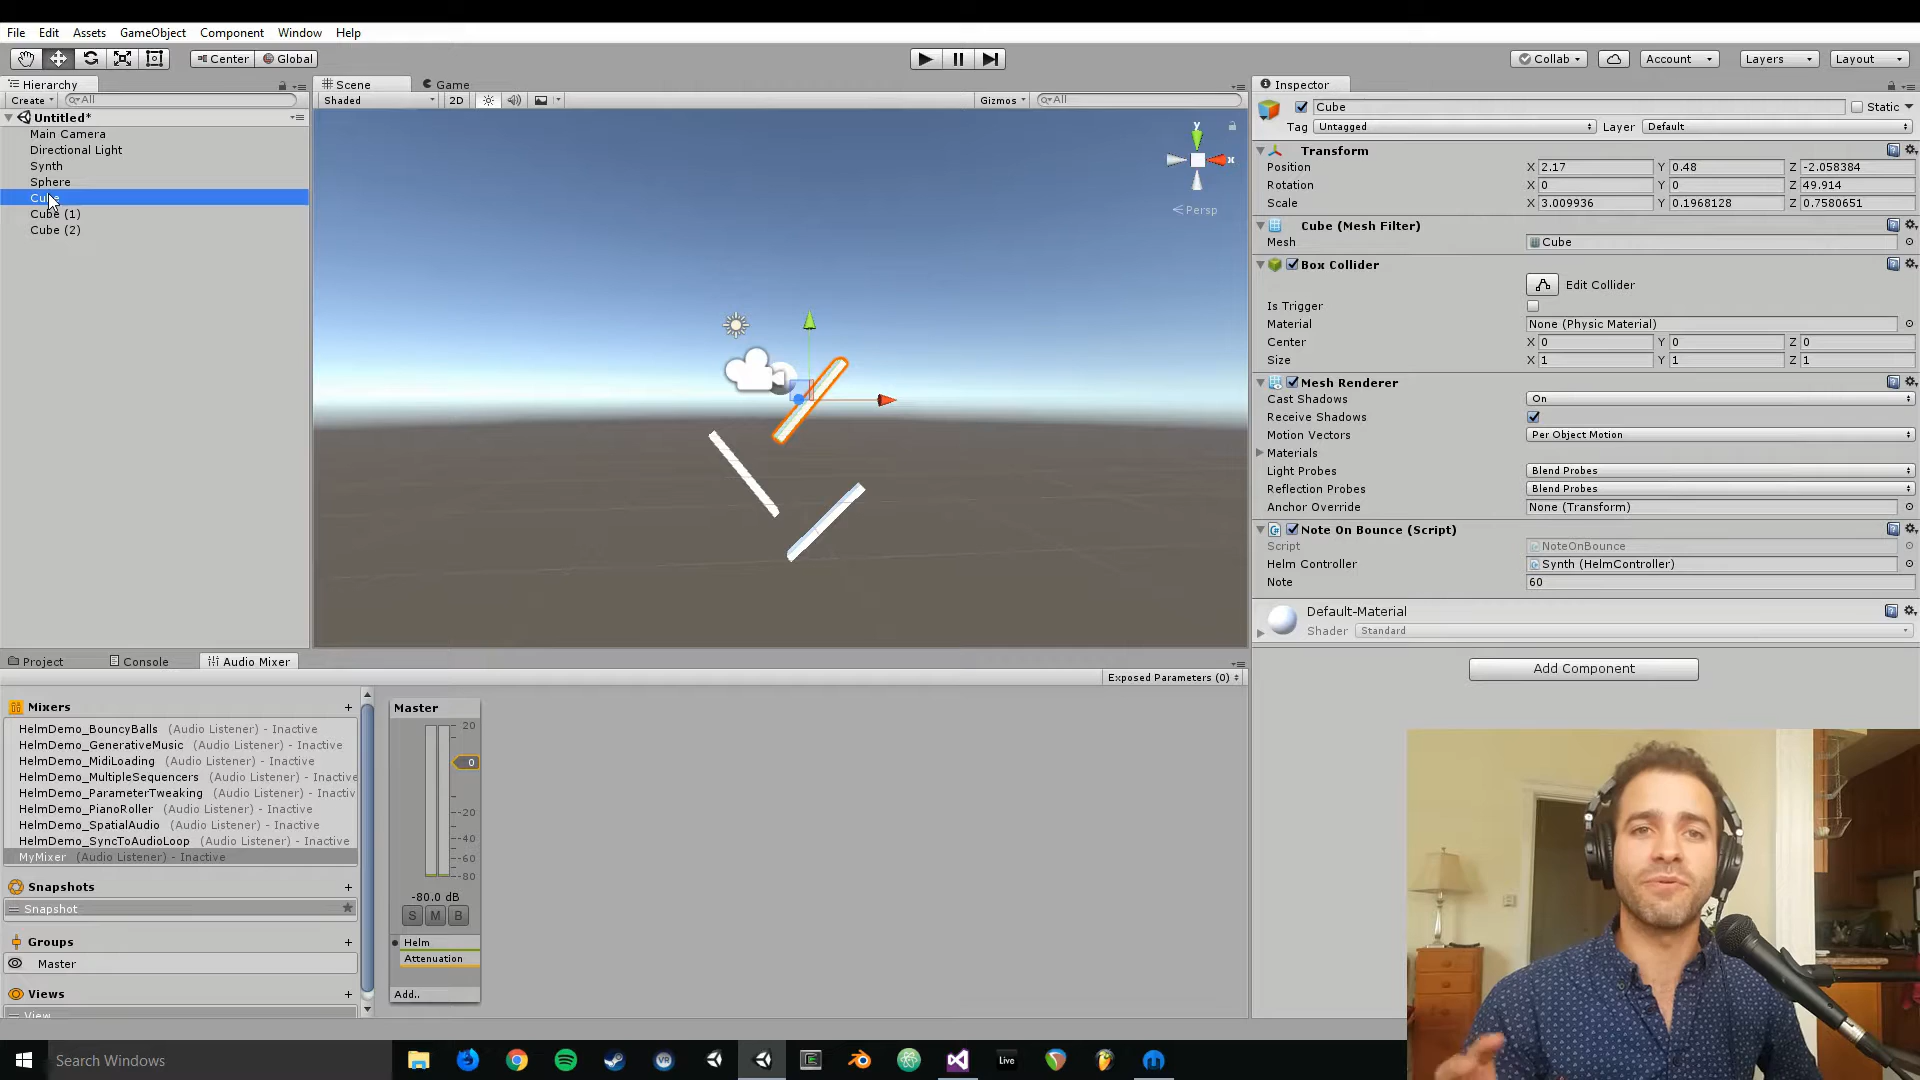 File Edit Assets GameObject Component Window Help
Center Global Collab Account Layers Layout
Hierarchy
Create All
Untitled*
Main Camera
Directional Light
Synth
Sphere
Cube
Cube (1)
Cube (2)
Scene Game
Shaded 2D Gizmos All
y
x
Persp
Inspector
Cube Static
Tag Untagged Layer Default
Transform
Position X 2.17 Y 0.48 Z -2.058384
Rotation X 0 Y 0 Z 49.914
Scale X 3.009936 Y 0.1968128 Z 0.7580651
Cube (Mesh Filter)
Mesh Cube
Box Collider
Edit Collider
Is Trigger
Material None (Physic Material)
Center X 0 Y 0 Z 0
Size X 1 Y 1 Z 1
Mesh Renderer
Cast Shadows On
Receive Shadows
Motion Vectors Per Object Motion
Materials
Light Probes Blend Probes
Reflection Probes Blend Probes
Anchor Override None (Transform)
Note On Bounce (Script)
Script NoteOnBounce
Helm Controller Synth (HelmController)
Note 60
Default-Material
Shader Standard
Add Component
Project Console Audio Mixer
Exposed Parameters (0)
Mixers +
HelmDemo_BouncyBalls (Audio Listener) - Inactive
HelmDemo_GenerativeMusic (Audio Listener) - Inactive
HelmDemo_MidiLoading (Audio Listener) - Inactive
HelmDemo_MultipleSequencers (Audio Listener) - Inactive
HelmDemo_ParameterTweaking (Audio Listener) - Inactiv
HelmDemo_PianoRoller (Audio Listener) - Inactive
HelmDemo_SpatialAudio (Audio Listener) - Inactive
HelmDemo_SyncToAudioLoop (Audio Listener) - Inactive
MyMixer (Audio Listener) - Inactive
Snapshots +
Snapshot
Groups +
Master
Views +
View
Master
20
0
-20
-40
-60
-80
-80.0 dB
S M B
Helm
Attenuation
Add..
Search Windows
VR
Live